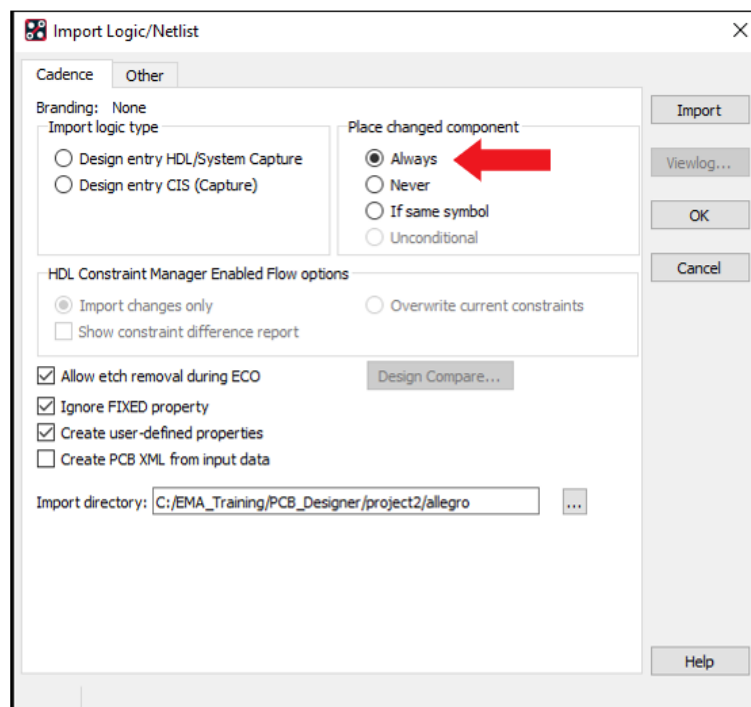 Import Logic/Netlist
Cadence
Other
Branding: None
Import logic type
Design entry HDL/System Capture
Design entry CIS (Capture)
Place changed component
Always
Never
If same symbol
Unconditional
Import
Viewlog...
OK
Cancel
HDL Constraint Manager Enabled Flow options
Import changes only
Overwrite current constraints
Show constraint difference report
Allow etch removal during ECO
Design Compare...
Ignore FIXED property
Create user-defined properties
Create PCB XML from input data
Import directory: C:/EMA_Training/PCB_Designer/project2/allegro
...
Help